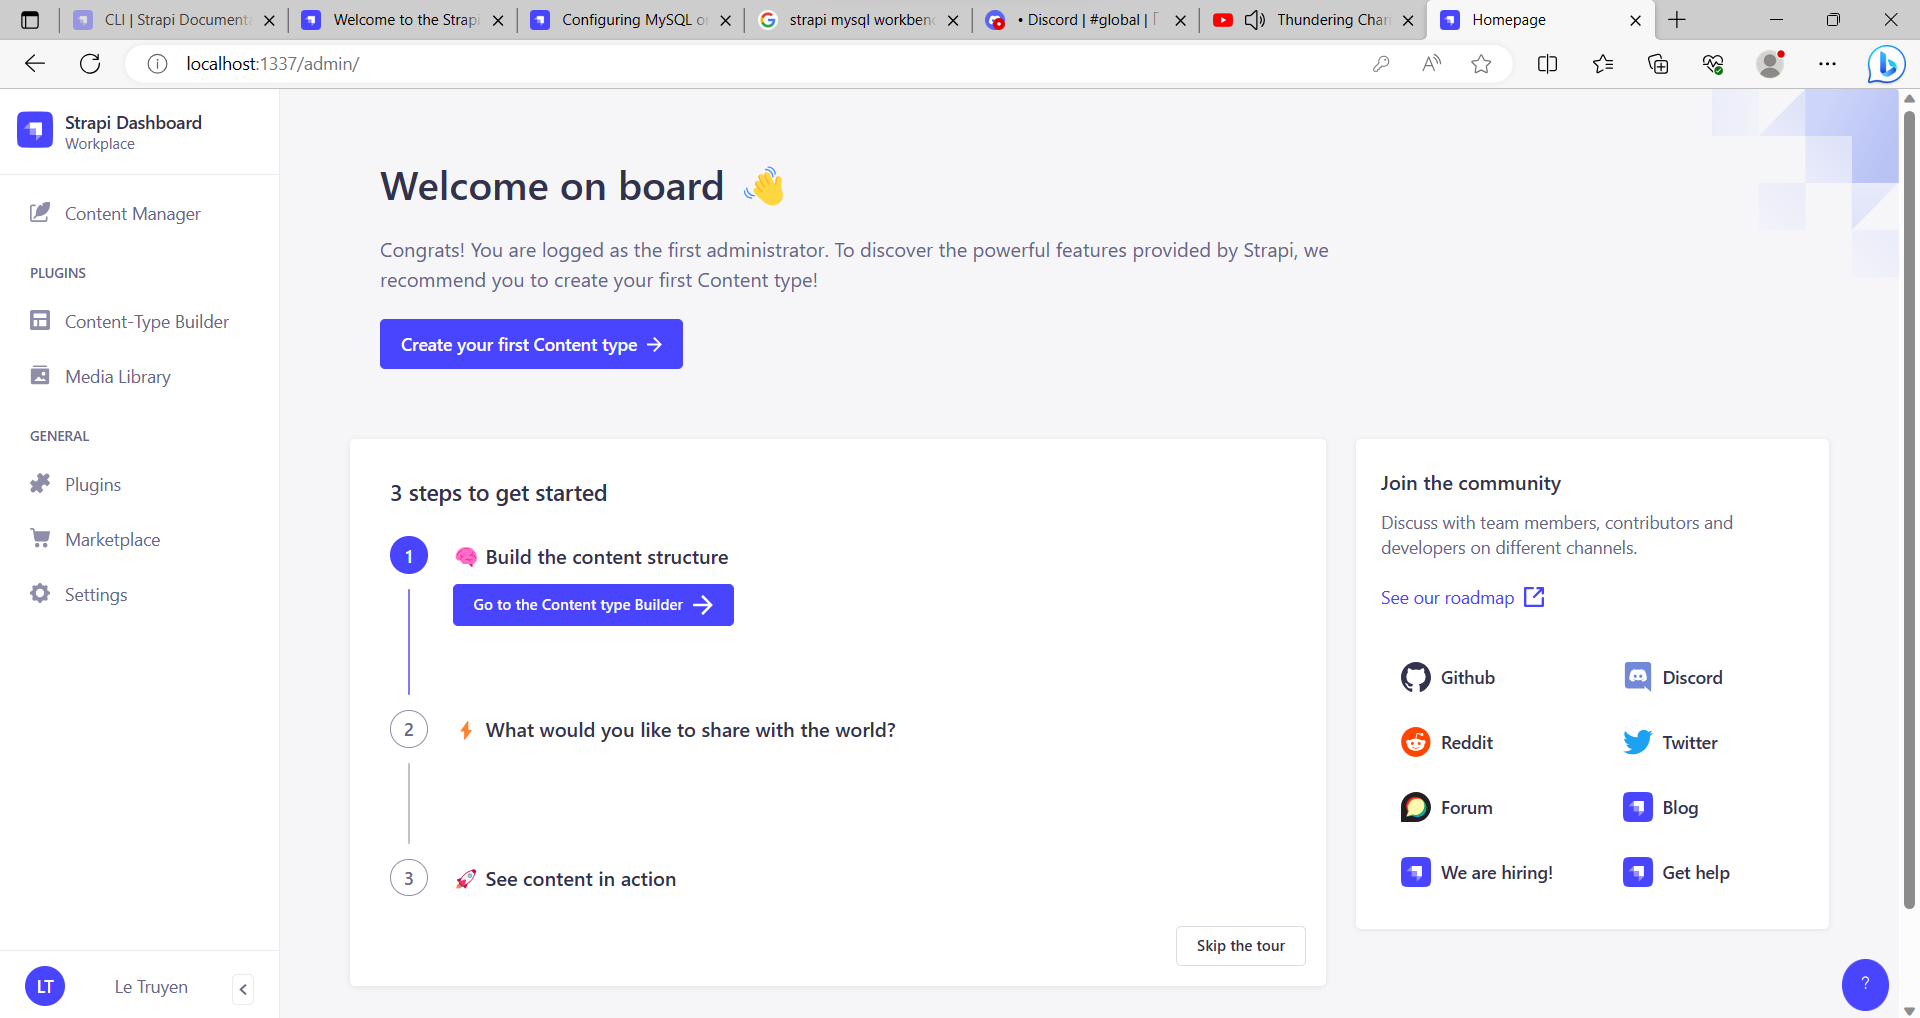 CLI | Strapi Documenta
Welcome to the Strapi
Configuring MySQL o
strapi mysql workben
• Discord | #global |
Thundering Chari
Homepage
localhost:1337/admin/
Strapi Dashboard
Workplace
Content Manager
PLUGINS
Content-Type Builder
Media Library
GENERAL
Plugins
Marketplace
Settings
LT
Le Truyen
Welcome on board
Congrats! You are logged as the first administrator. To discover the powerful features provided by Strapi, we
recommend you to create your first Content type!
Create your first Content type
3 steps to get started
1
Build the content structure
Go to the Content type Builder
2
What would you like to share with the world?
3
See content in action
Skip the tour
Join the community
Discuss with team members, contributors and
developers on different channels.
See our roadmap
Github
Discord
Reddit
Twitter
Forum
Blog
We are hiring!
Get help
?